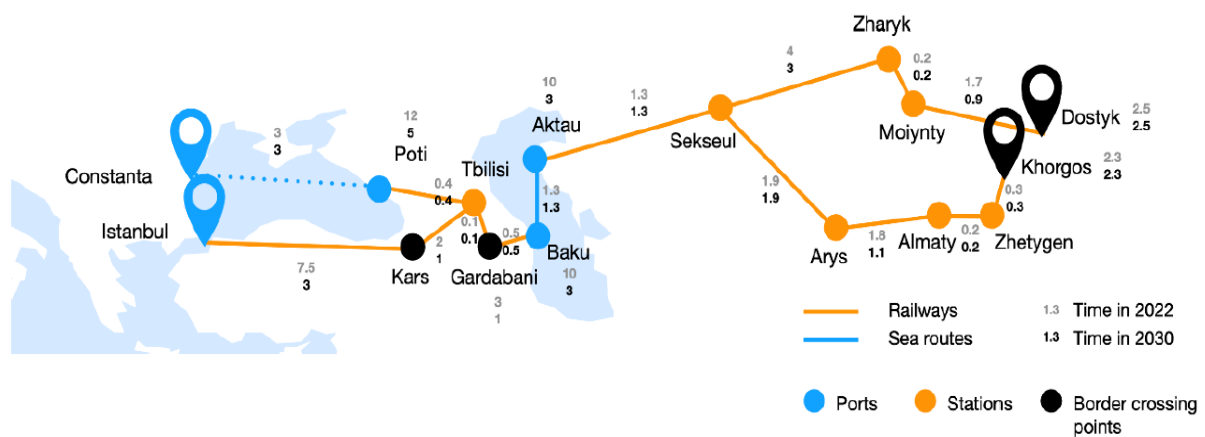 Zharyk
4
3
0.2
0.2
1.7
0.9
Dostyk
2.5
2.5
10
3
Aktau
1.3
1.3
Sekseul
Moiynty
Khorgos
2.3
2.3
12
5
Poti
3
3
Constanta
Tbilisi
0.4
0.4
1.3
1.3
1.9
1.9
0.3
0.3
Istanbul
0.1
0.1
0.5
0.5
2
1
Kars
Gardabani
Baku
10
3
7.5
3
3
1
Arys
1.8
1.1
Almaty
0.2
0.2
Zhetygen
Railways
1.3 Time in 2022
Sea routes
1.3 Time in 2030
Ports
Stations
Border crossing
points